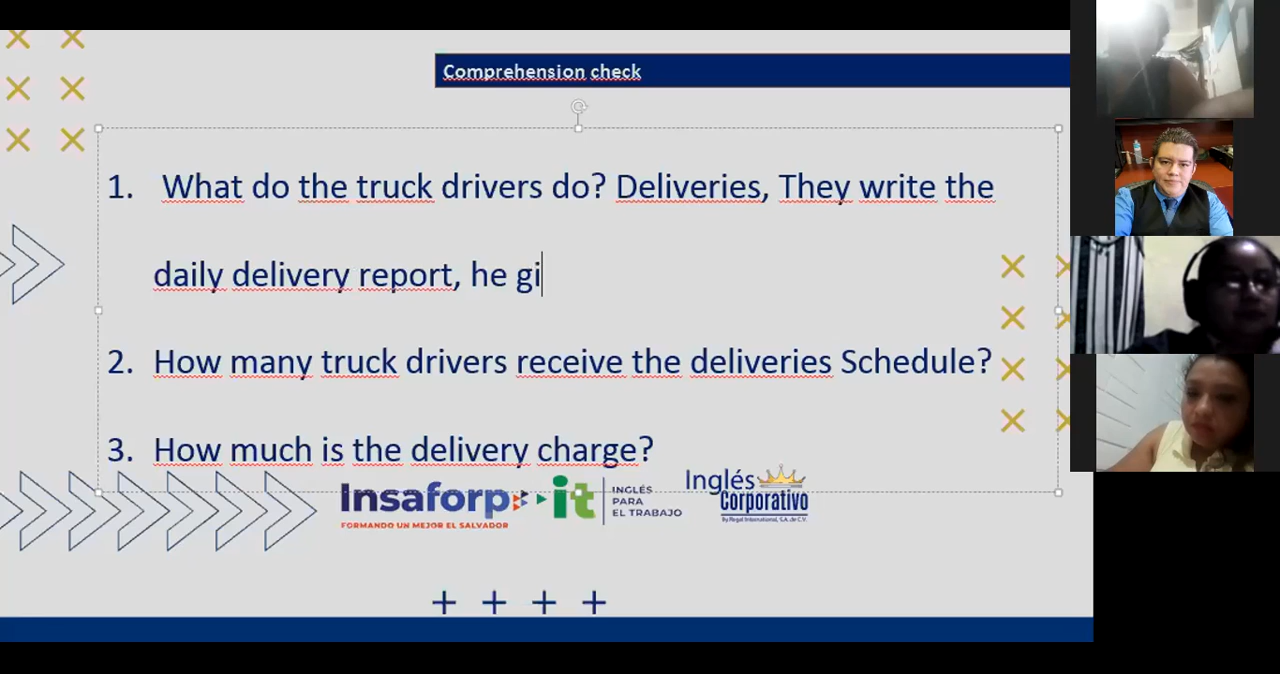 Comprehension check
1. What do the truck drivers do? Deliveries, They write the
daily delivery report, he gi
2. How many truck drivers receive the deliveries Schedule?
3. How much is the delivery charge?
Insaforp
FORMANDO UN MEJOR EL SALVADOR
it
INGLÉS
PARA
EL TRABAJO
Inglés
Corporativo
by Regal International, S.A. de C.V.